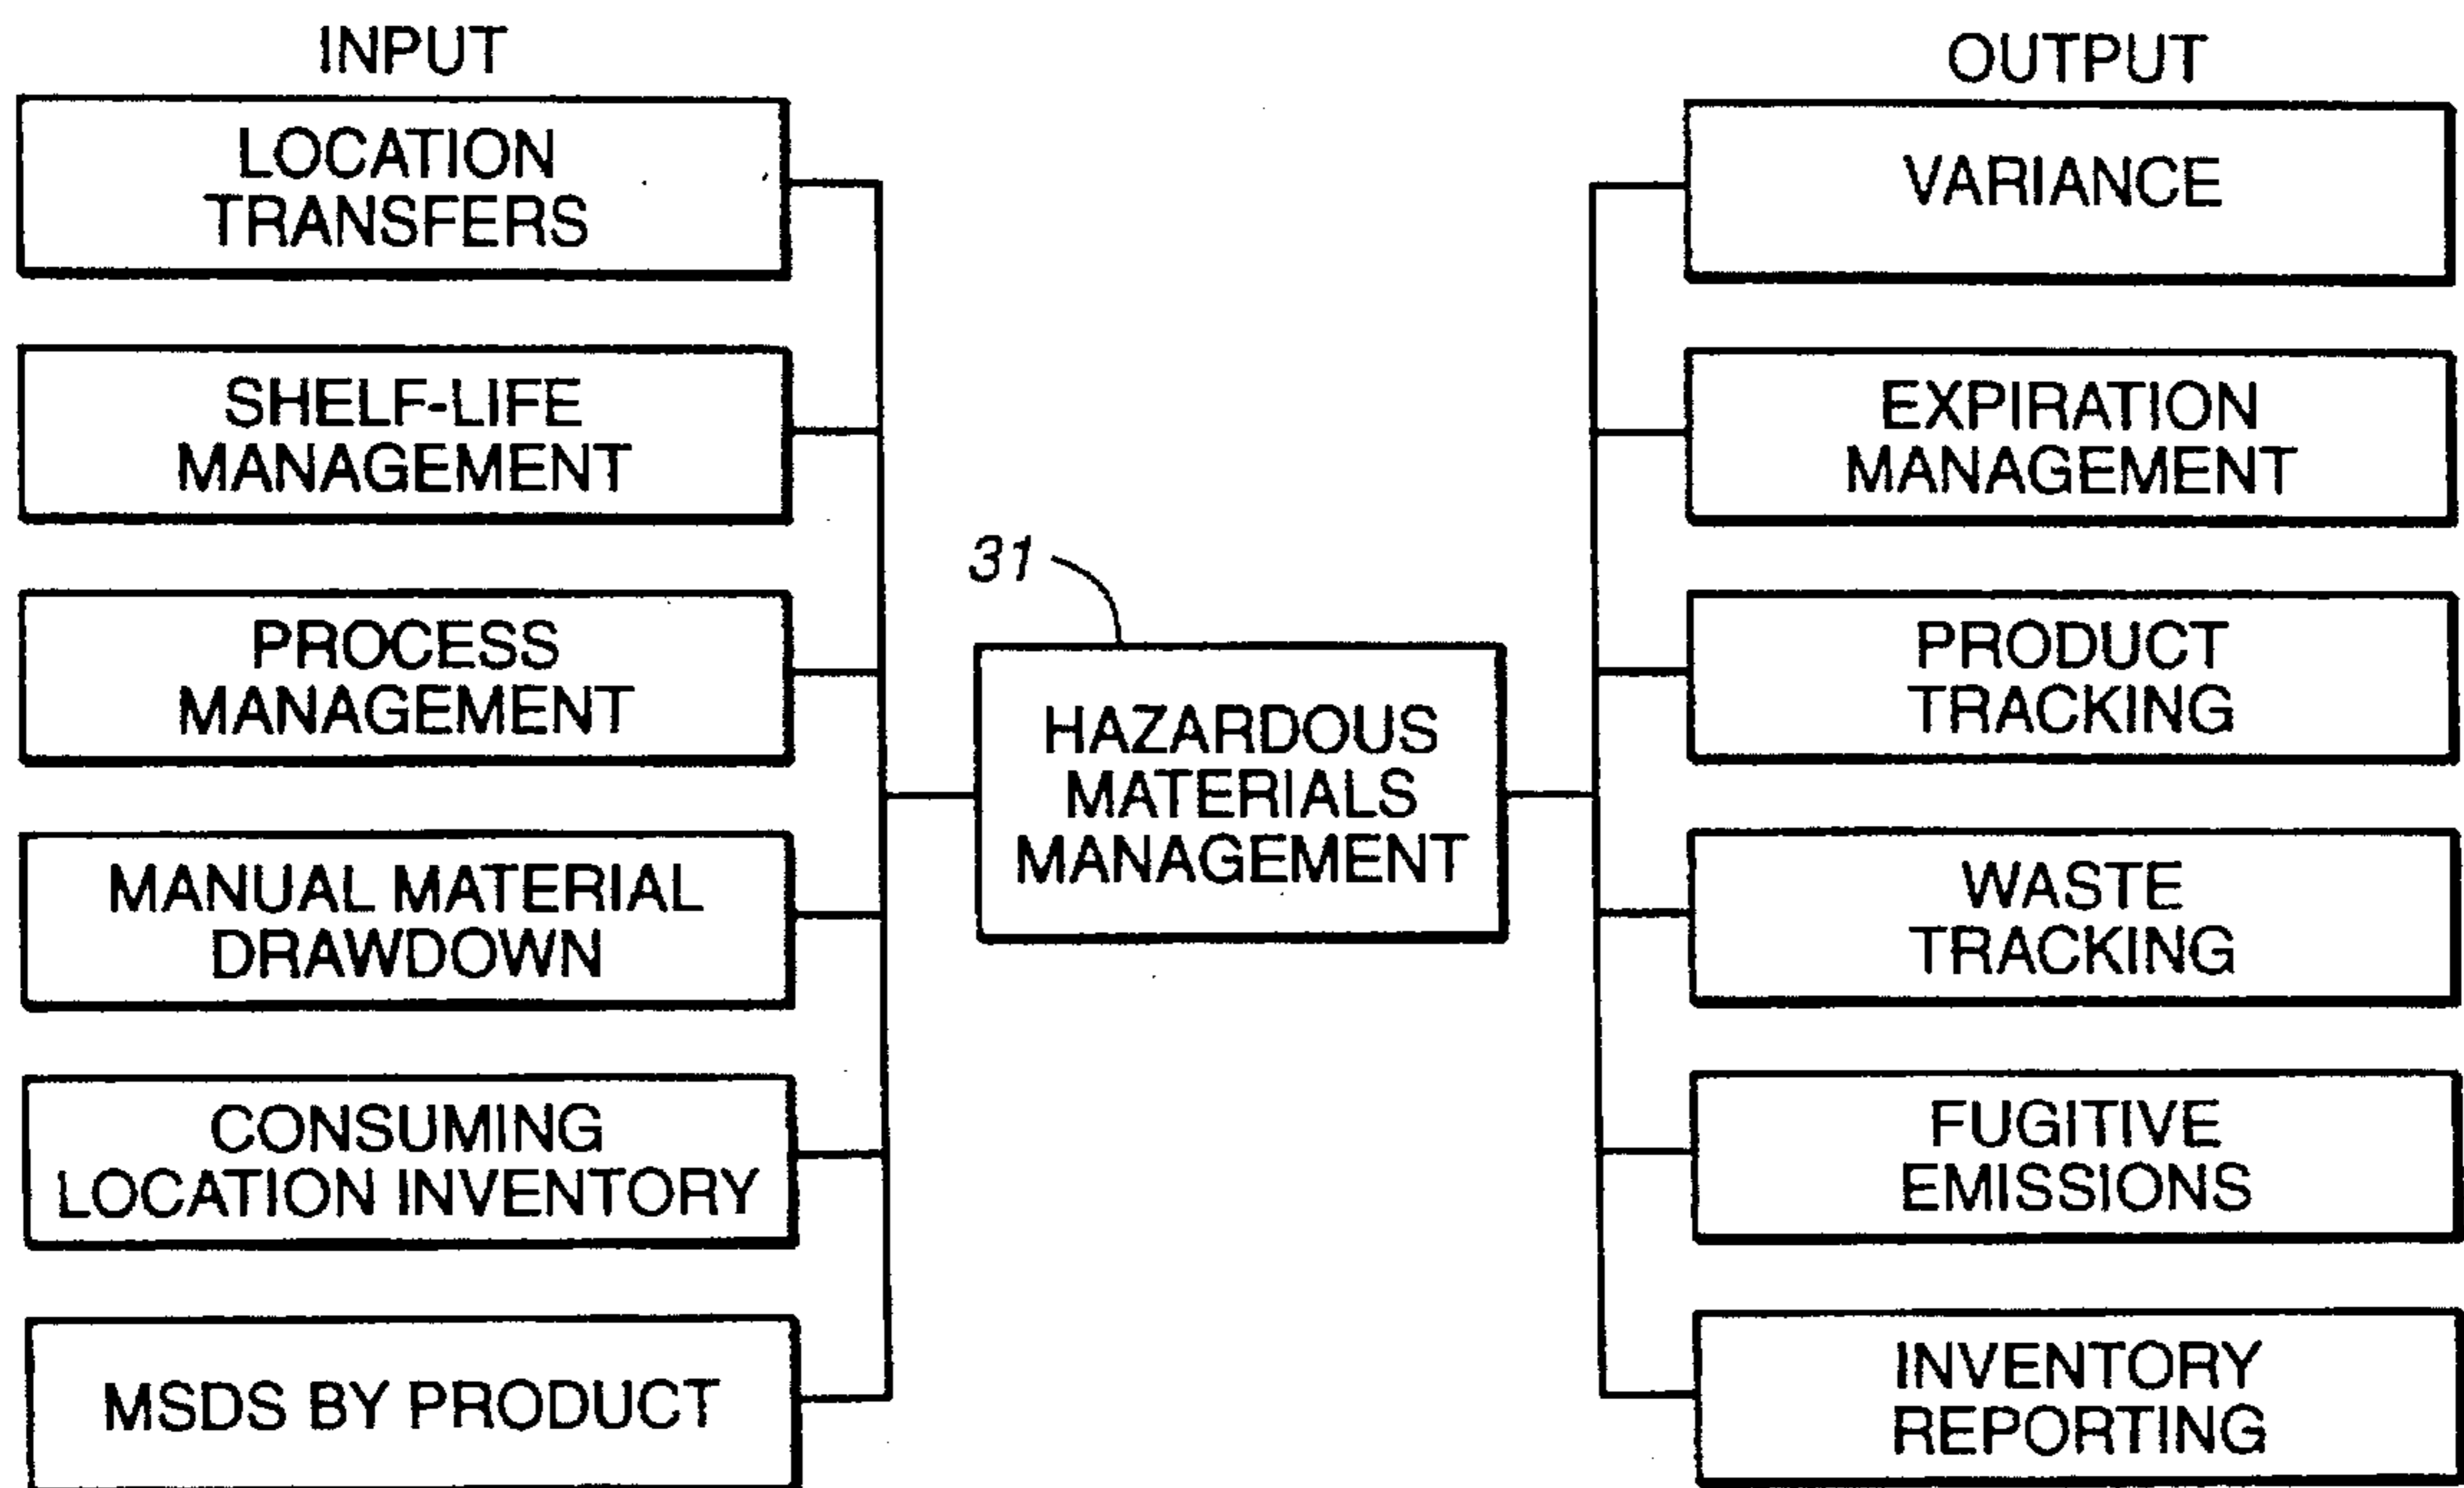 INPUT
LOCATION
TRANSFERS
SHELF-LIFE
MANAGEMENT
PROCESS
MANAGEMENT
MANUAL MATERIAL
DRAWDOWN
CONSUMING
LOCATION INVENTORY
MSDS BY PRODUCT
31
HAZARDOUS
MATERIALS
MANAGEMENT
OUTPUT
VARIANCE
EXPIRATION
MANAGEMENT
PRODUCT
TRACKING
WASTE
TRACKING
FUGITIVE
EMISSIONS
INVENTORY
REPORTING